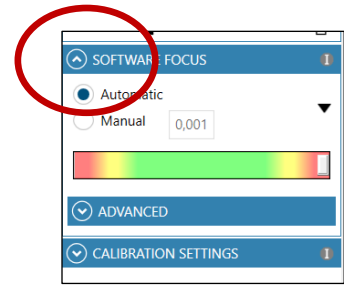 SOFTWARE FOCUS
Automatic
Manual 0,001
ADVANCED
CALIBRATION SETTINGS